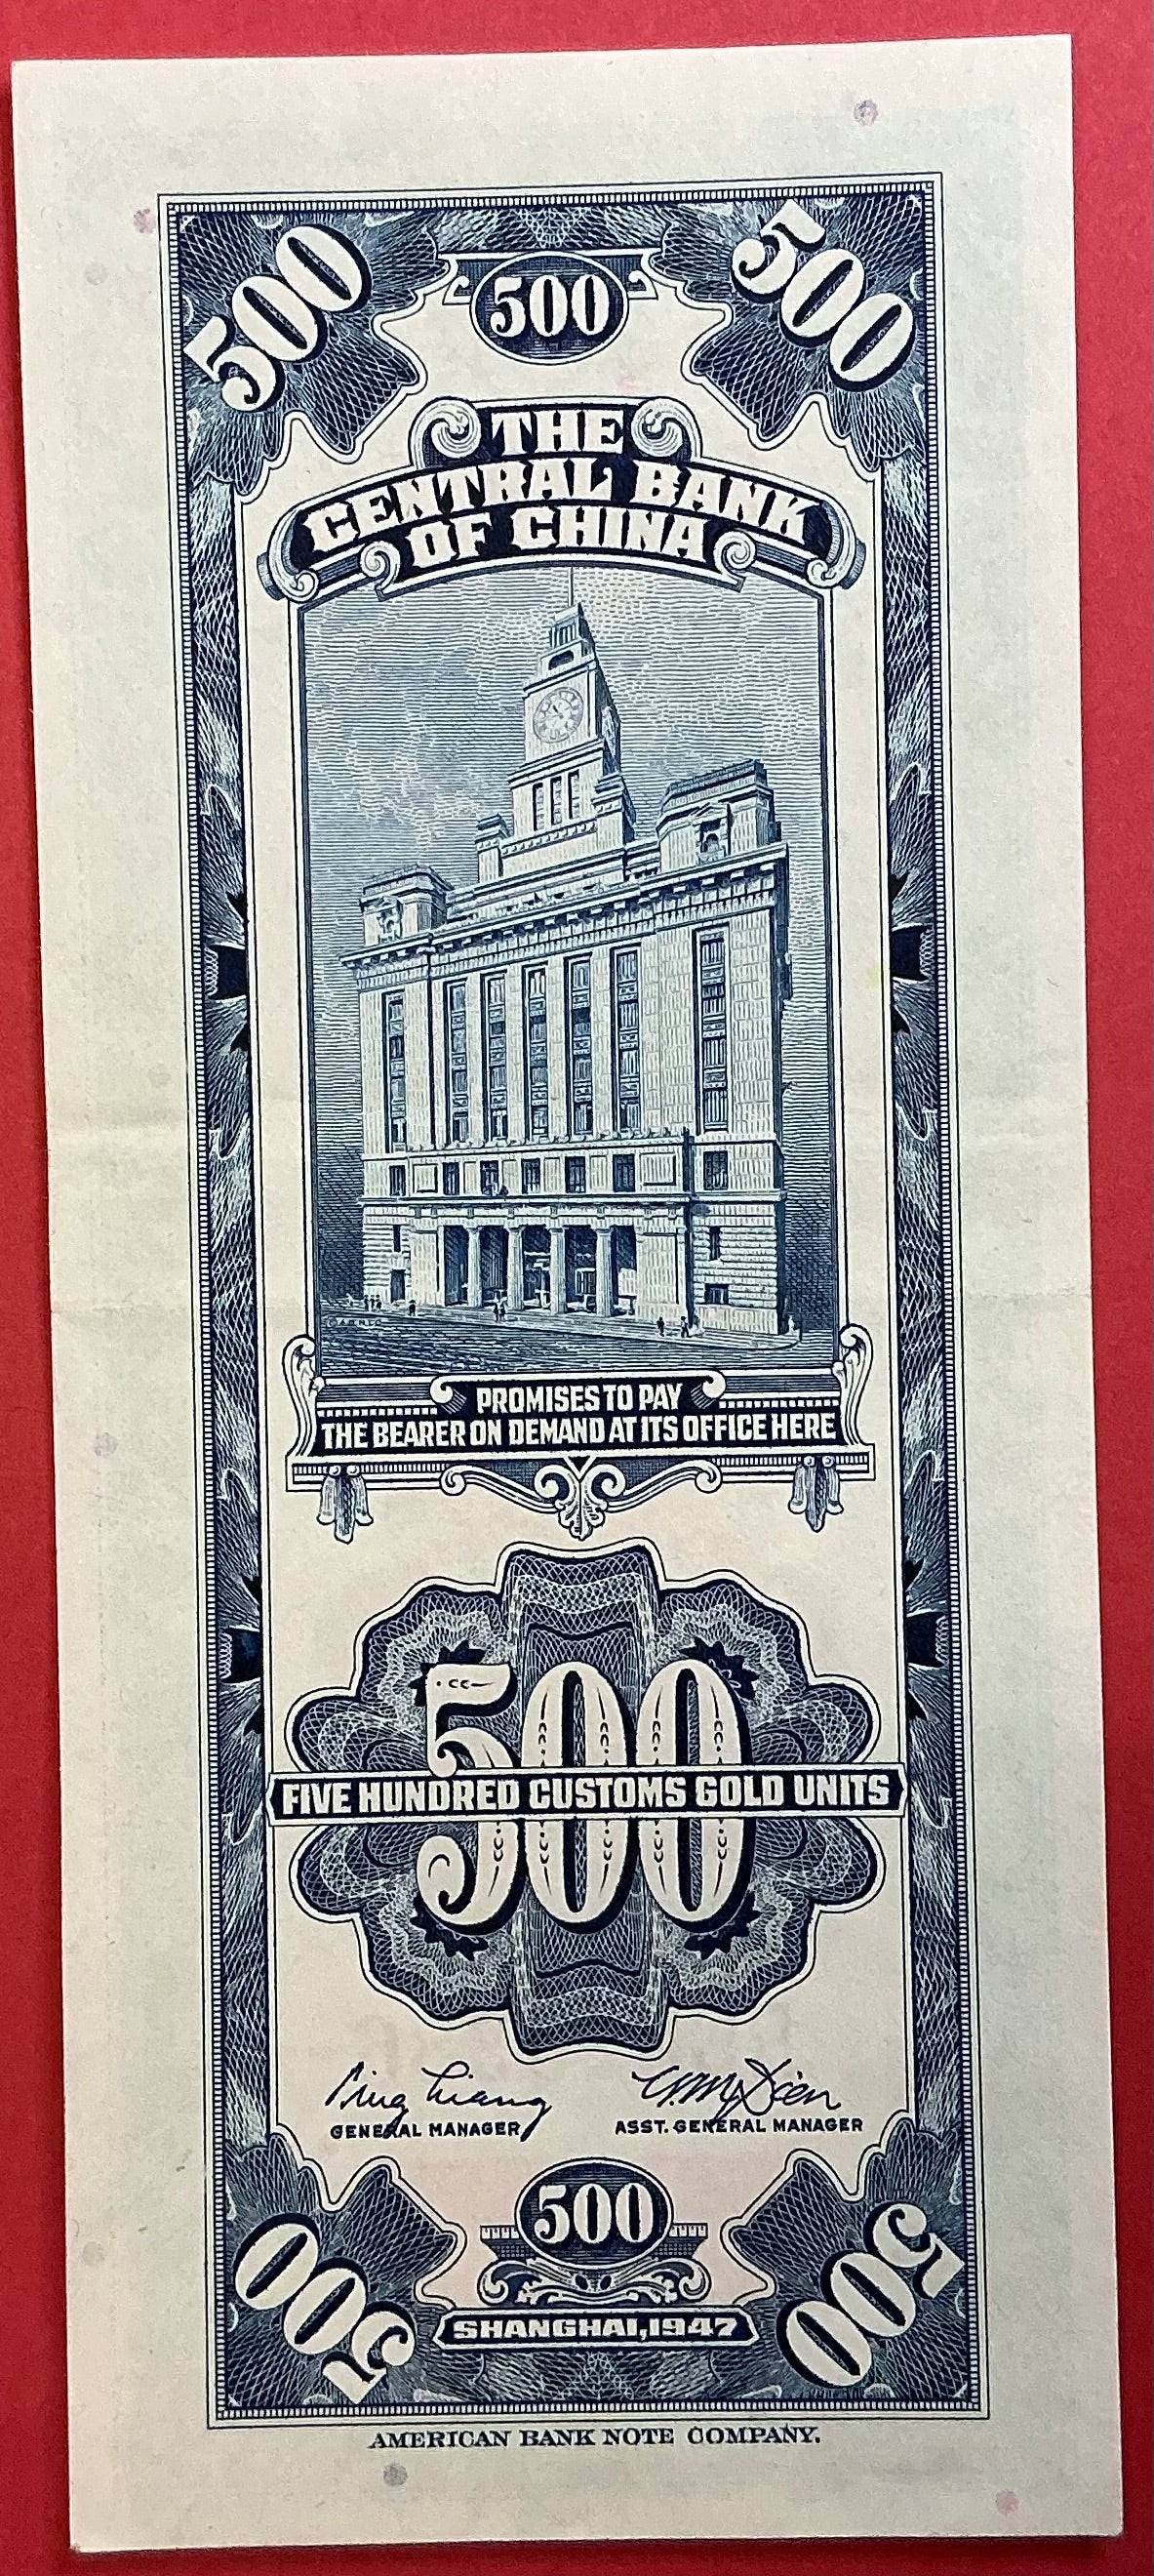 500
500
500
THE
CENTRAL BANK
OF CHINA
PROMISES TO PAY
THE BEARER ON DEMAND AT ITS OFFICE HERE
500
FIVE HUNDRED CUSTOMS GOLD UNITS
GENERAL MANAGER
ASST. GENERAL MANAGER
500
500
500
SHANGHAI, 1947
AMERICAN BANK NOTE COMPANY.